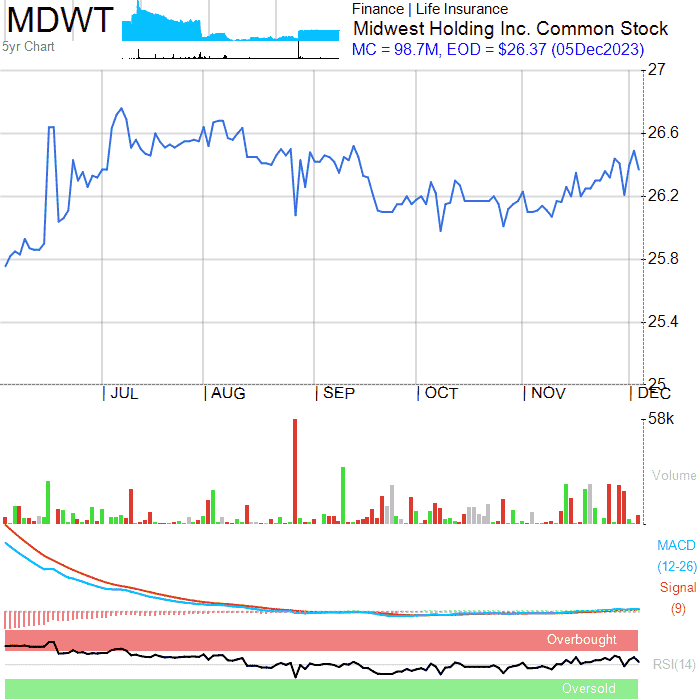 MDWT
5yr Chart
Finance | Life Insurance
Midwest Holding Inc. Common Stock
MC = 98.7M, EOD = $26.37 (05Dec2023)
27
26.6
26.2
25.8
25.4
25
| JUL | AUG | SEP | OCT | NOV | DEC
58k
Volume
MACD
(12-26)
Signal
(9)
Overbought
RSI(14)
Oversold